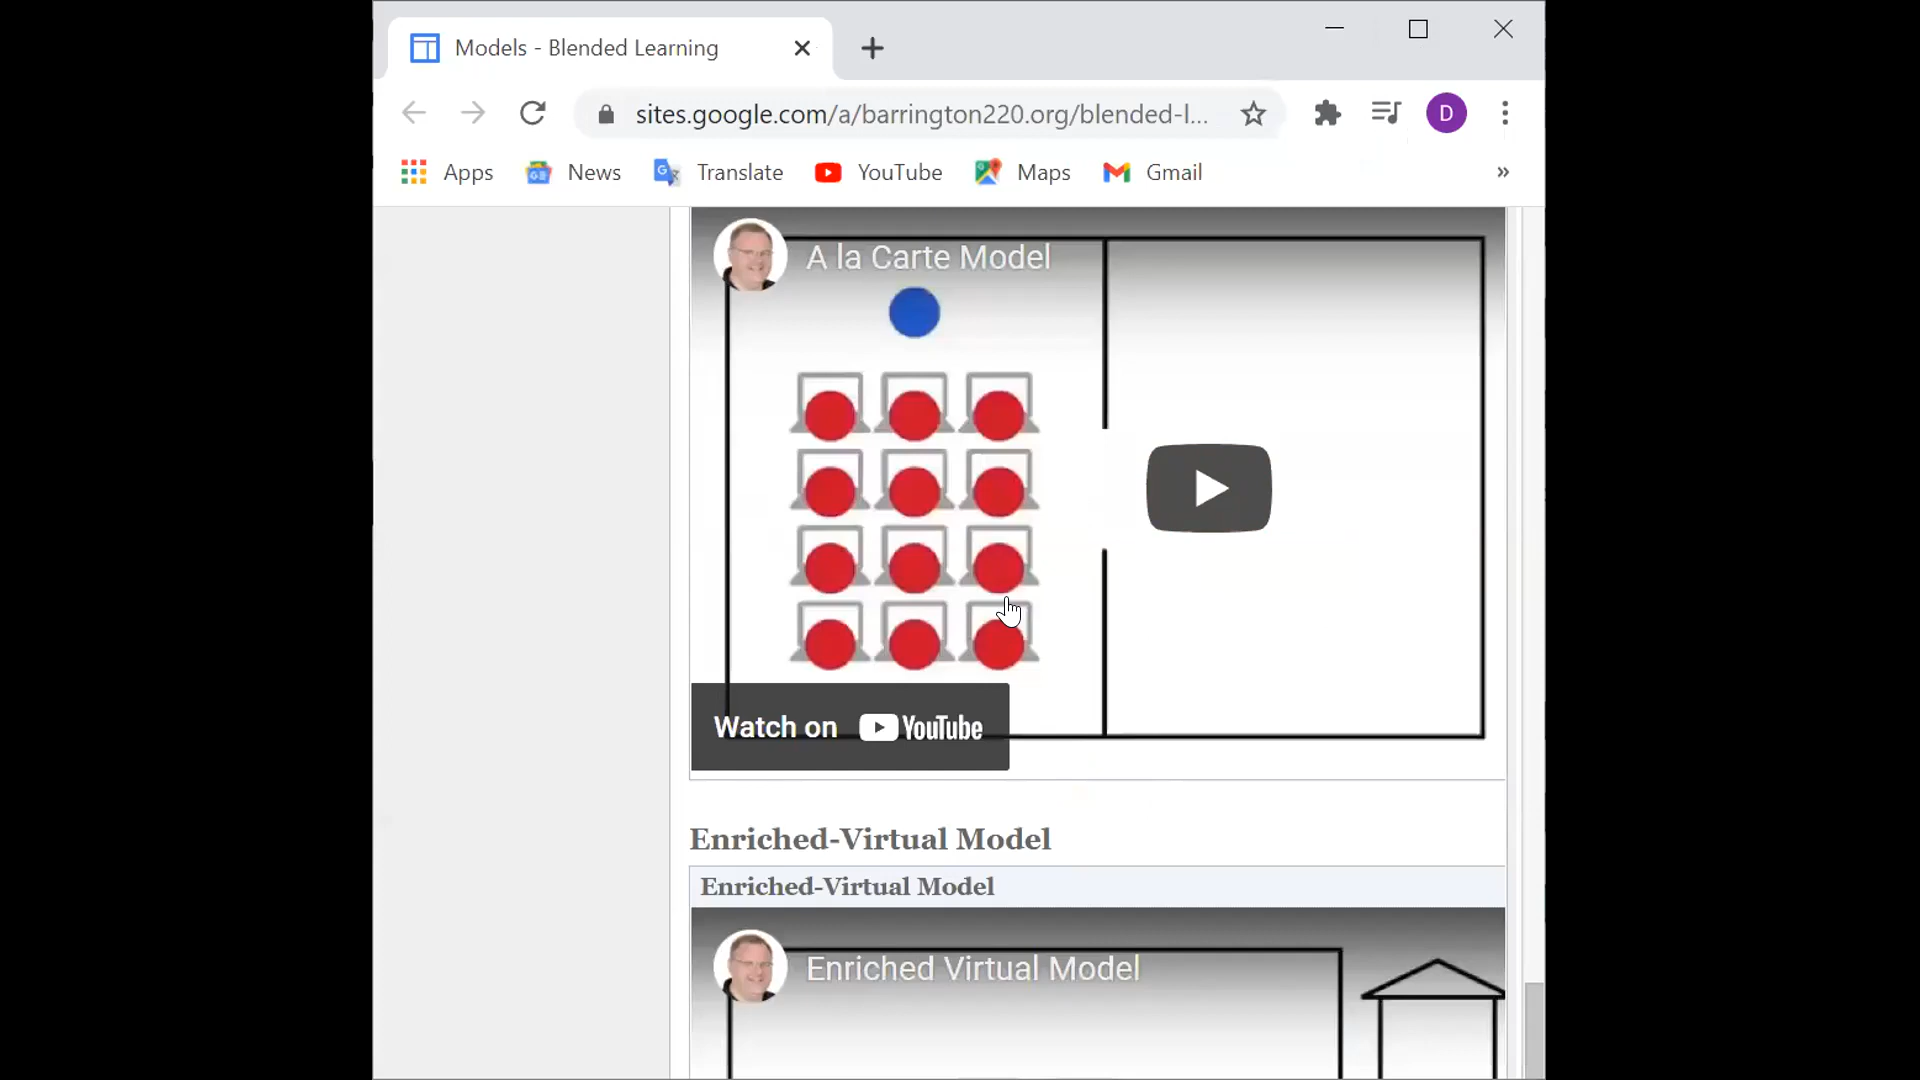 Models - Blended Learning
sites.google.com/a/barrington220.org/blended-l...
D
Apps
News
Translate
YouTube
Maps
Gmail
»
A la Carte Model
Watch on YouTube
Enriched-Virtual Model
Enriched-Virtual Model
Enriched Virtual Model